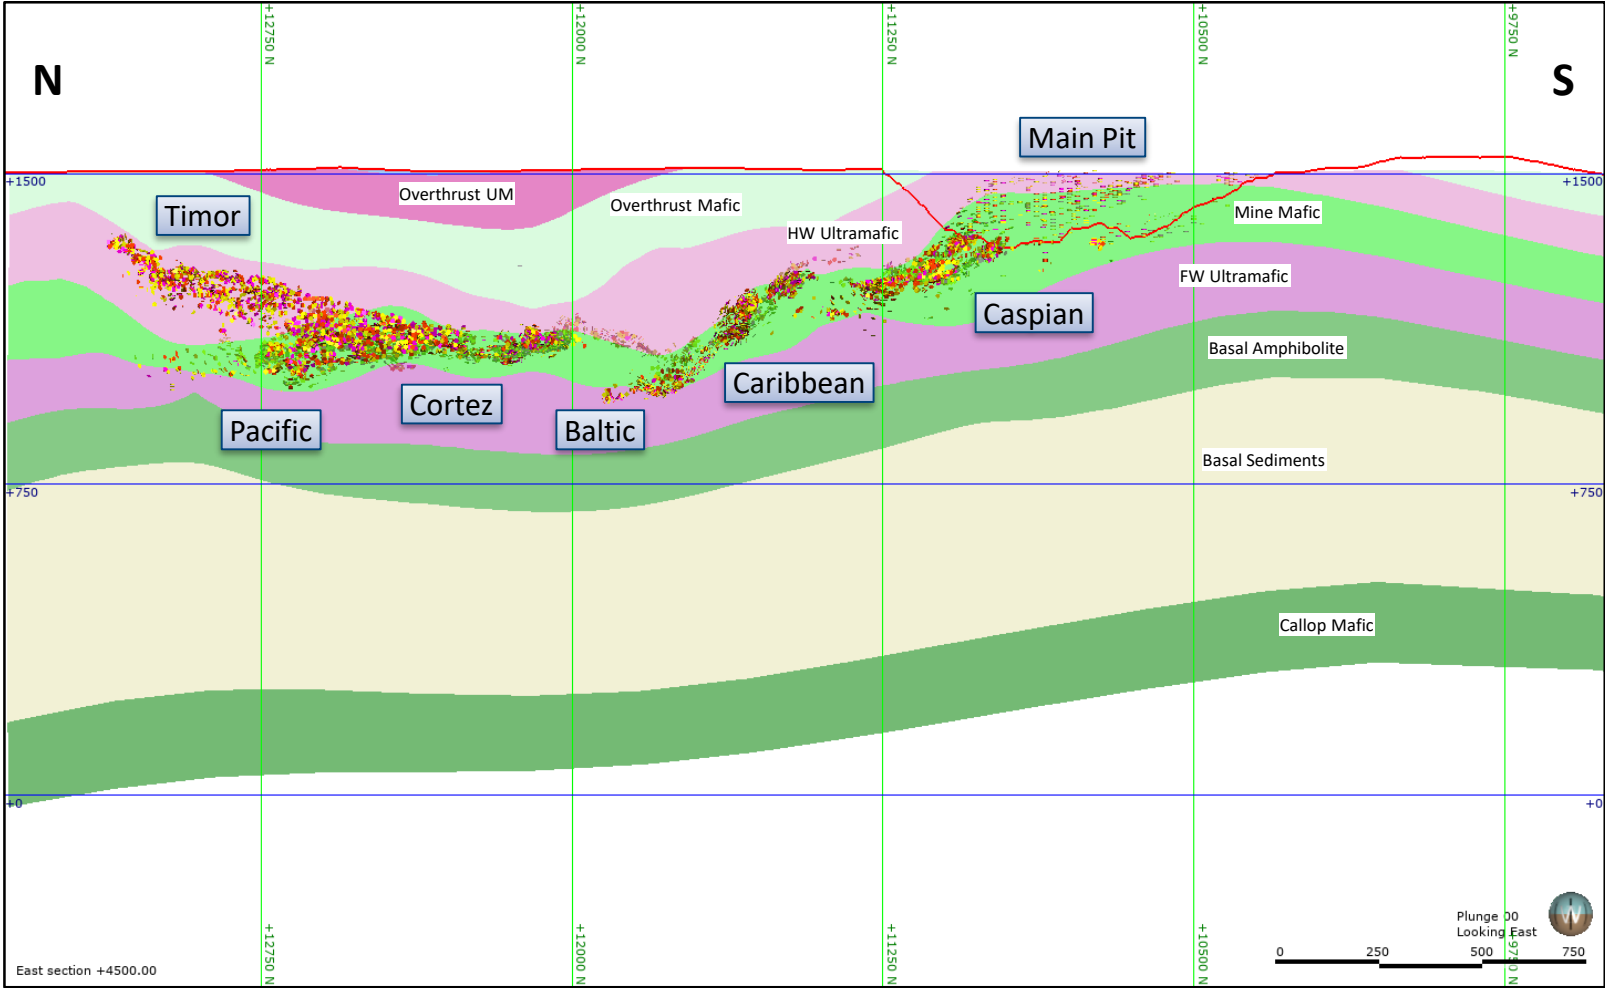 +12750 N
+12000 N
+11250 N
+10500 N
+9750 N
N
S
Main Pit
+1500
+1500
Overthrust UM
Overthrust Mafic
Timor
Mine Mafic
HW Ultramafic
FW Ultramafic
Caspian
Basal Amphibolite
Caribbean
Cortez
Pacific
Baltic
Basal Sediments
+750
+750
Callop Mafic
+0
+0
Plunge 00
Looking East
0 250 500 750
+12750 N
+12000 N
+11250 N
+10500 N
+9750 N
East section +4500.00